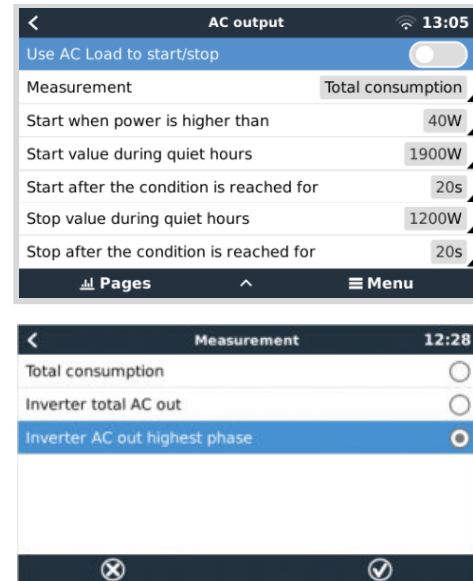 AC output 13:05
Use AC Load to start/stop
Measurement Total consumption
Start when power is higher than 40W
Start value during quiet hours 1900W
Start after the condition is reached for 20s
Stop value during quiet hours 1200W
Stop after the condition is reached for 20s
Pages Menu
Measurement 12:28
Total consumption
Inverter total AC out
Inverter AC out highest phase